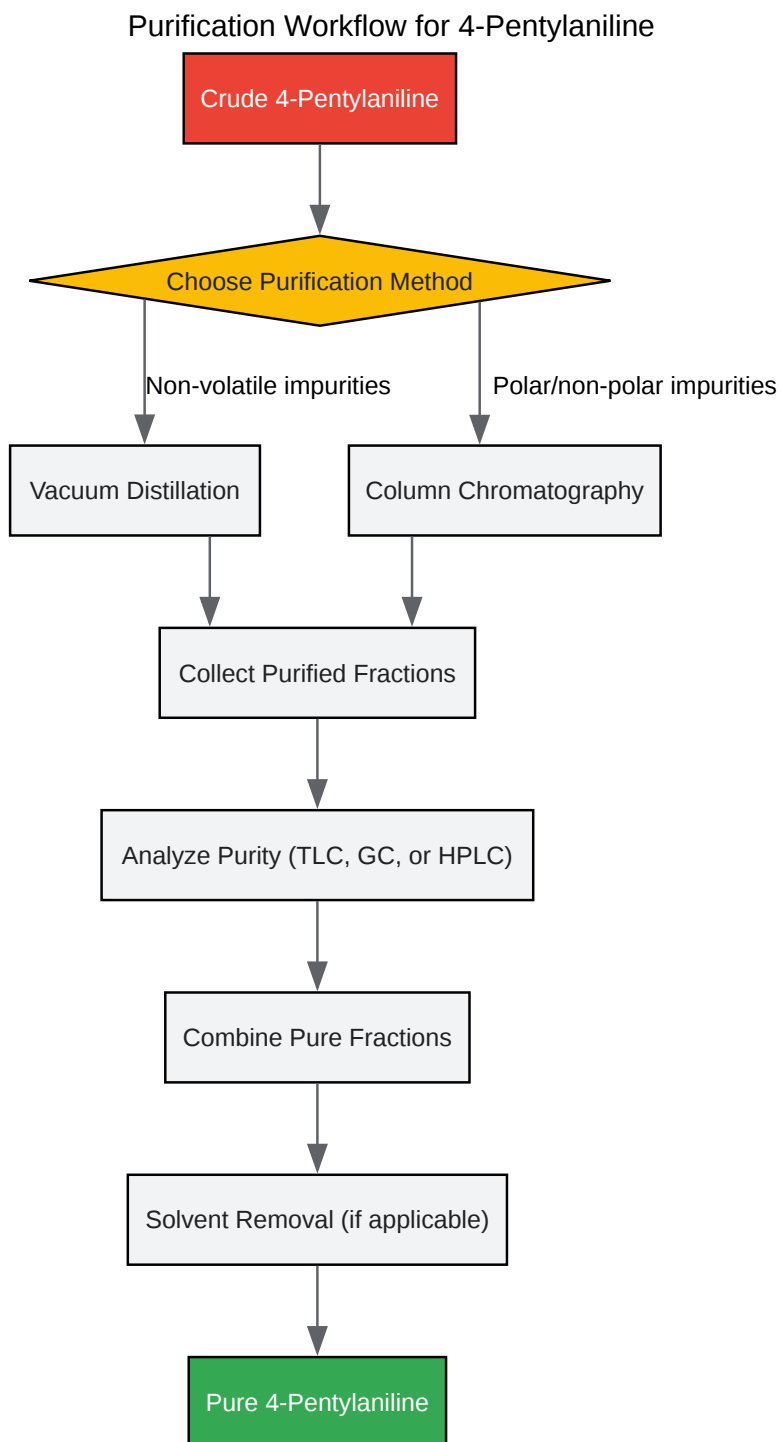 Purification Workflow for 4-Pentylaniline
Crude 4-Pentylaniline
Choose Purification Method
Non-volatile impurities
Polar/non-polar impurities
Vacuum Distillation
Column Chromatography
Collect Purified Fractions
Analyze Purity (TLC, GC, or HPLC)
Combine Pure Fractions
Solvent Removal (if applicable)
Pure 4-Pentylaniline